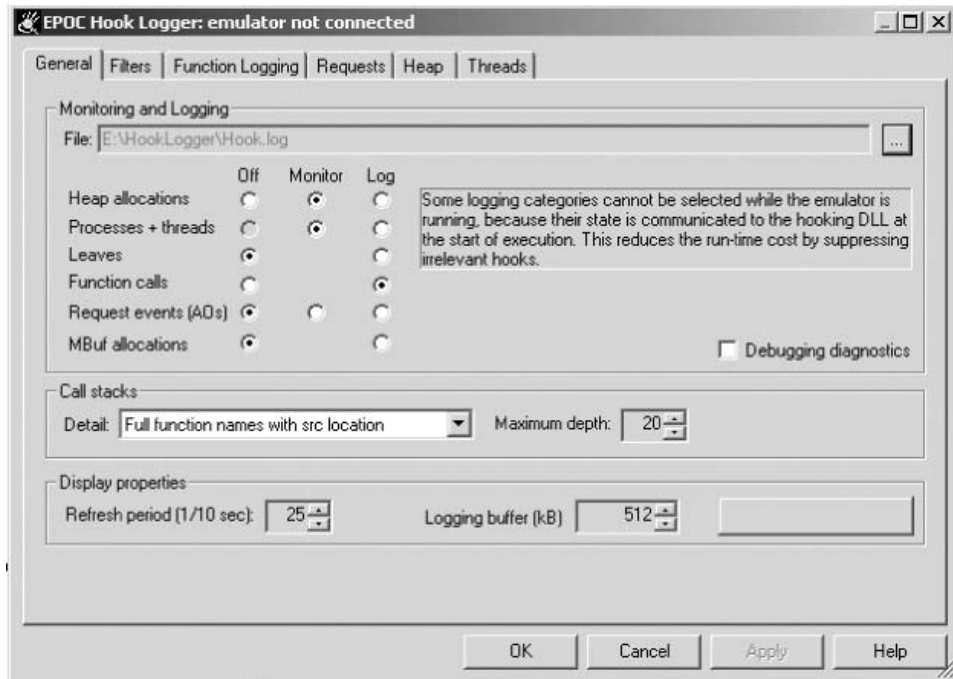 EPOC Hook Logger: emulator not connected
General Filters Function Logging Requests Heap Threads
Monitoring and Logging
File: E:\HookLogger\Hook.log ...
Off Monitor Log
Heap allocations
Processes + threads
Leaves
Function calls
Request events (AOs)
MBuf allocations
Some logging categories cannot be selected while the emulator is
running, because their state is communicated to the hooking DLL at
the start of execution. This reduces the run-time cost by suppressing
irrelevant hooks.
Debugging diagnostics
Call stacks
Detail: Full function names with src location Maximum depth: 20
Display properties
Refresh period (1/10 sec): 25 Logging buffer (kB) 512
OK Cancel Apply Help